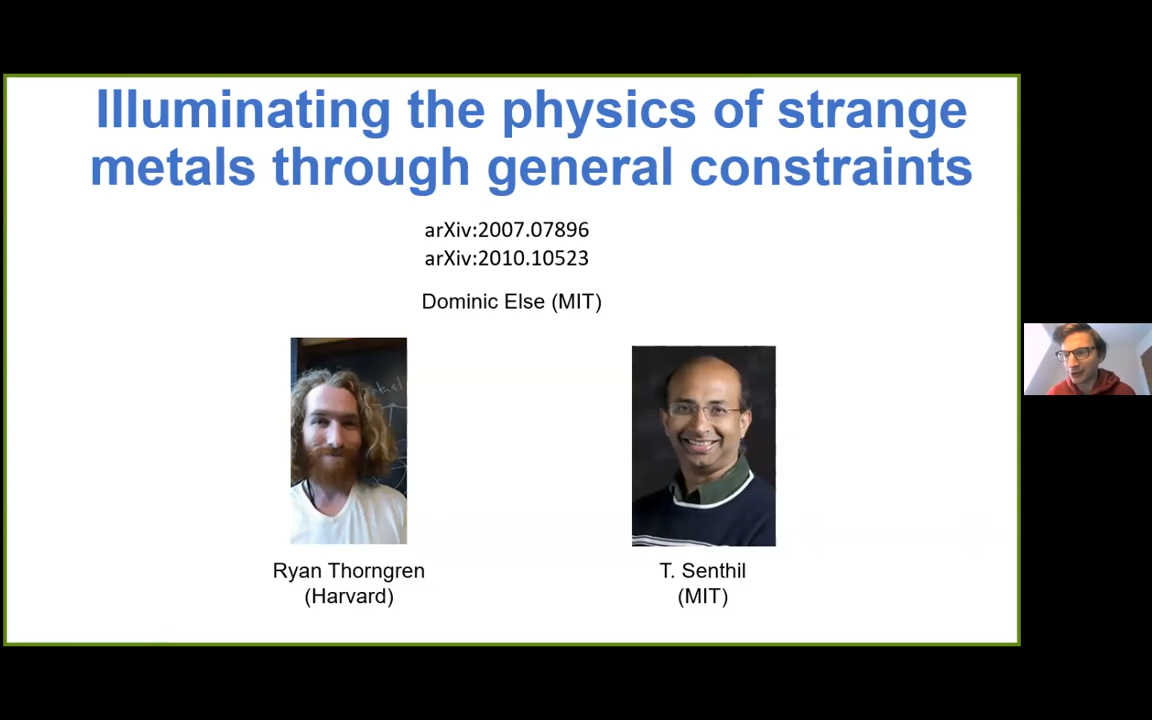 Illuminating the physics of strange
metals through general constraints
arXiv:2007.07896
arXiv:2010.10523
Dominic Else (MIT)
Ryan Thorngren
(Harvard)
T. Senthil
(MIT)